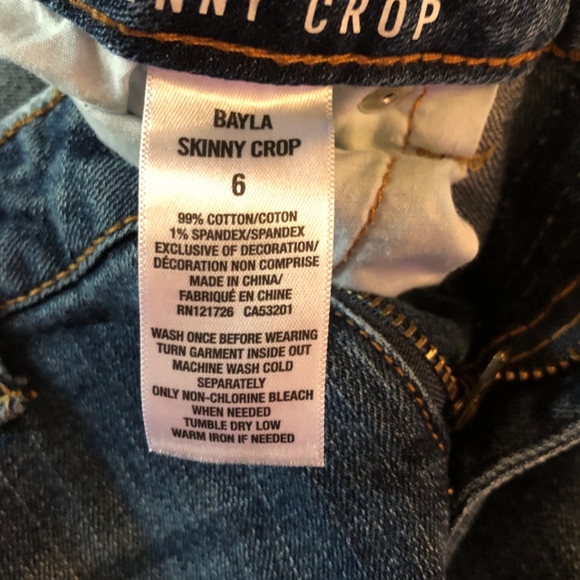 CROP
BAYLA
SKINNY CROP
6
99% COTTON/COTON
1% SPANDEX/SPANDEX
EXCLUSIVE OF DECORATION/
DÉCORATION NON COMPRISE
MADE IN CHINA/
FABRIQUÉ EN CHINE
RN121726 CA53201
WASH ONCE BEFORE WEARING
TURN GARMENT INSIDE OUT
MACHINE WASH COLD
SEPARATELY
ONLY NON-CHLORINE BLEACH
WHEN NEEDED
TUMBLE DRY LOW
WARM IRON IF NEEDED